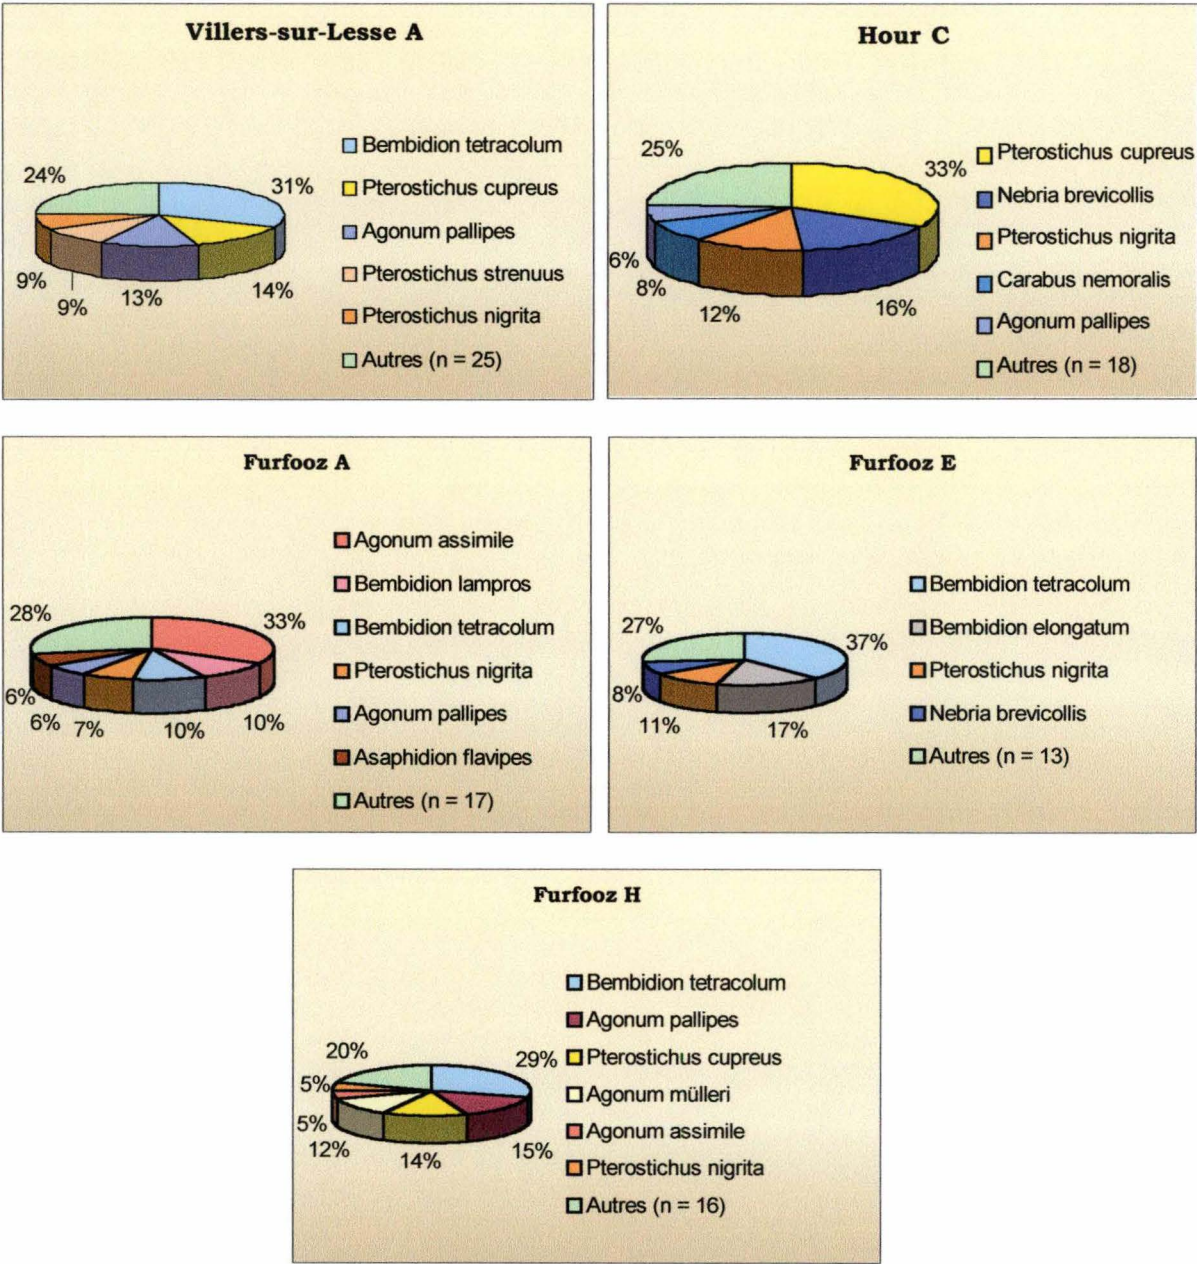 Villers-sur-Lesse A
Bembidion tetracolum
Pterostichus cupreus
Agonum pallipes
Pterostichus strenuus
Pterostichus nigrita
Autres (n = 25)
24%
31%
9%
9%
13%
14%
Hour C
Pterostichus cupreus
Nebria brevicollis
Pterostichus nigrita
Carabus nemoralis
Agonum pallipes
Autres (n = 18)
25%
33%
6%
8%
12%
16%
Furfooz A
Agonum assimile
Bembidion lampros
Bembidion tetracolum
Pterostichus nigrita
Agonum pallipes
Asaphidion flavipes
Autres (n = 17)
28%
33%
6%
6%
7%
10%
10%
Furfooz E
Bembidion tetracolum
Bembidion elongatum
Pterostichus nigrita
Nebria brevicollis
Autres (n = 13)
27%
37%
8%
11%
17%
Furfooz H
Bembidion tetracolum
Agonum pallipes
Pterostichus cupreus
Agonum mülleri
Agonum assimile
Pterostichus nigrita
Autres (n = 16)
20%
29%
5%
5%
12%
14%
15%